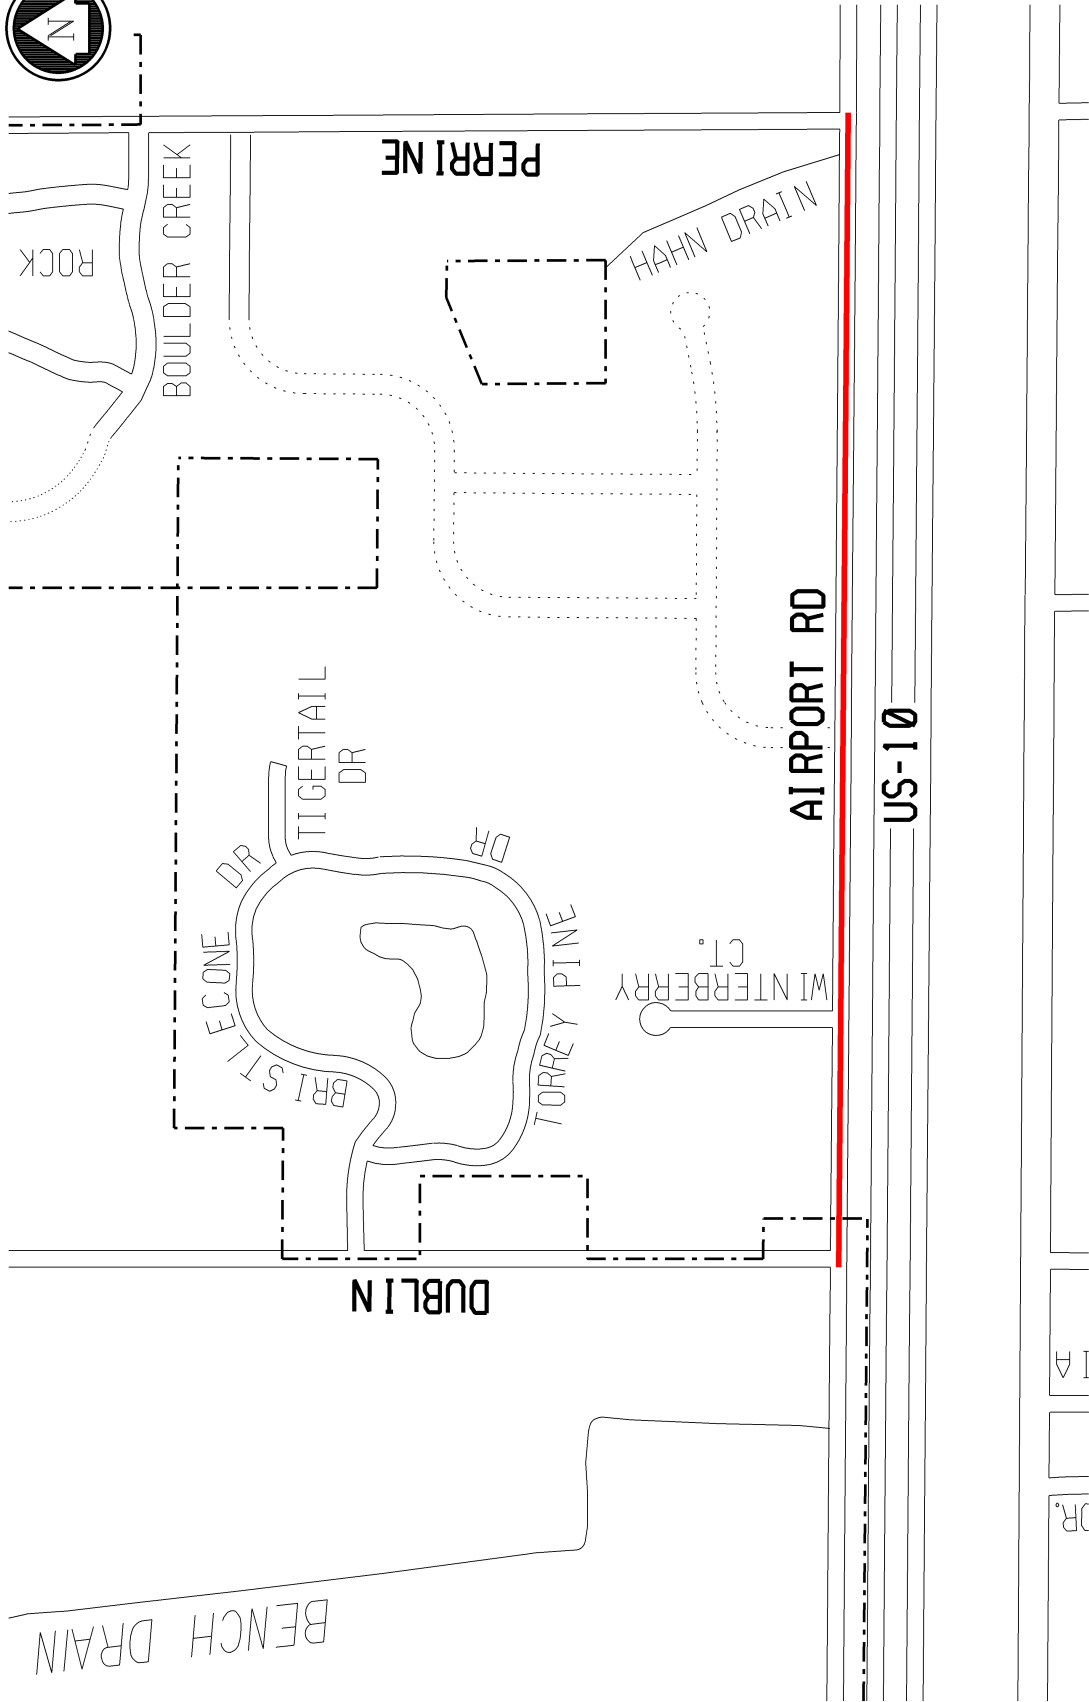 N
PERRINE
BOULDER CREEK
ROCK
HAHN DRAIN
AIRPORT RD
US-10
TIGERTAIL
DR
BRISTLECONE DR
TORREY PINE DR
WINTERBERRY
CT.
DUBLIN
DR.
BENCH DRAIN